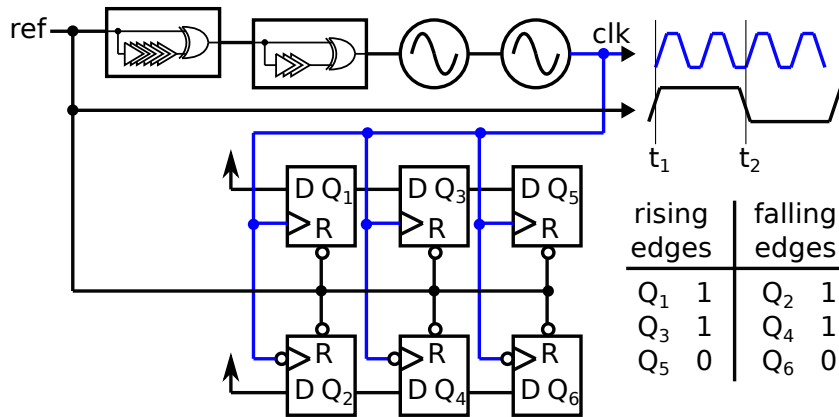 ref
clk
t₁ t₂
D Q₁ D Q₃ D Q₅
R R R
R R R
D Q₂ D Q₄ D Q₆
rising edges falling edges
Q₁ 1 Q₂ 1
Q₃ 1 Q₄ 1
Q₅ 0 Q₆ 0